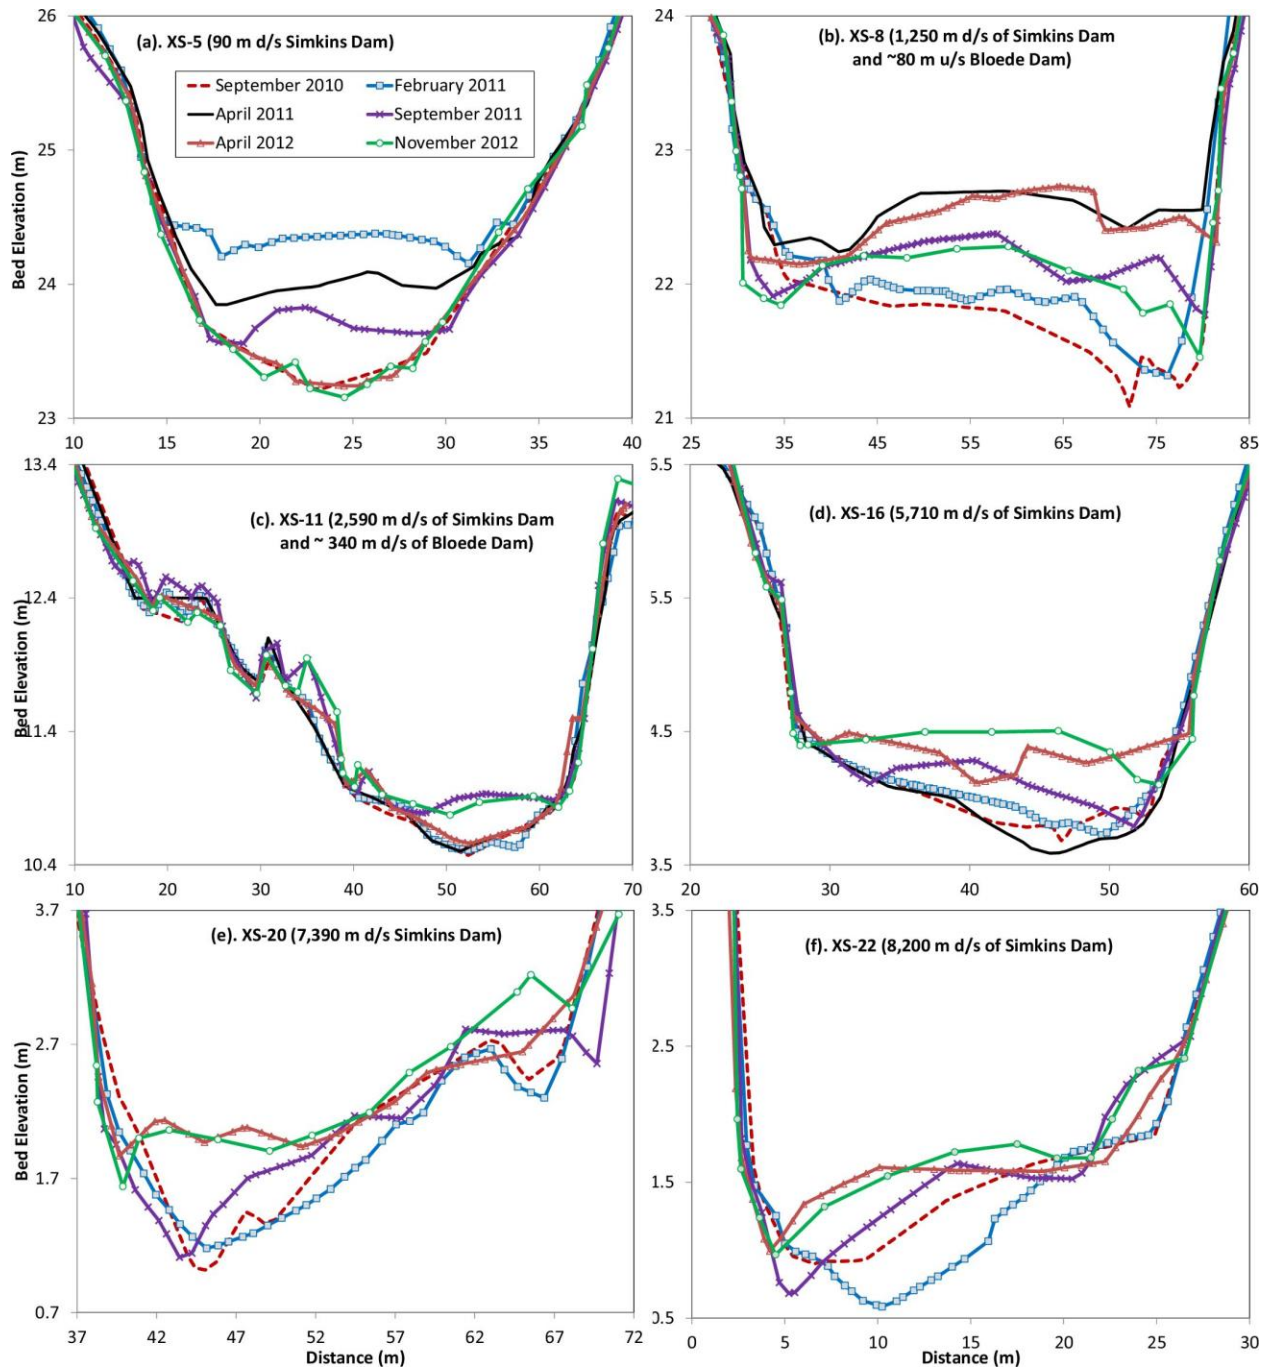 (a). XS-5 (90 m d/s Simkins Dam)
September 2010
February 2011
April 2011
September 2011
April 2012
November 2012
Bed Elevation (m)
26
25
24
23
10 15 20 25 30 35 40
(b). XS-8 (1,250 m d/s of Simkins Dam
and ~80 m u/s Bloede Dam)
24
23
22
21
25 35 45 55 65 75 85
(c). XS-11 (2,590 m d/s of Simkins Dam
and ~ 340 m d/s of Bloede Dam)
Bed Elevation (m)
13.4
12.4
11.4
10.4
10 20 30 40 50 60 70
(d). XS-16 (5,710 m d/s of Simkins Dam)
5.5
5.5
4.5
3.5
20 30 40 50 60
(e). XS-20 (7,390 m d/s Simkins Dam)
Bed Elevation (m)
3.7
2.7
1.7
0.7
37 42 47 52 57 62 67 72
Distance (m)
(f). XS-22 (8,200 m d/s of Simkins Dam)
3.5
2.5
1.5
0.5
0 5 10 15 20 25 30
Distance (m)